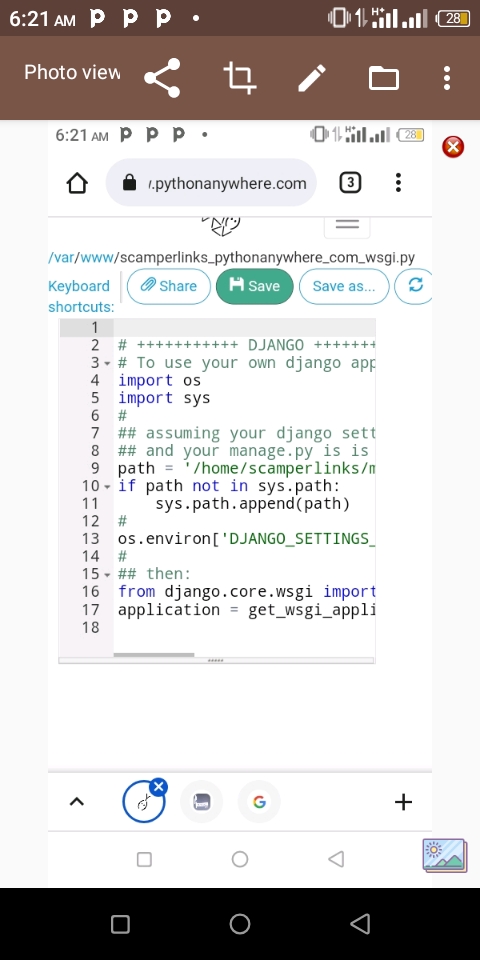 6:21 AM
28
Photo view
6:21 AM
28
.pythonanywhere.com
3
/var/www/scamperlinks_pythonanywhere_com_wsgi.py
Keyboard shortcuts:
Share
Save
Save as...
1
2 # +++++++++++ DJANGO +++++++
3 # To use your own django app
4 import os
5 import sys
6 #
7 ## assuming your django sett
8 ## and your manage.py is is
9 path = '/home/scamperlinks/m
10 if path not in sys.path:
11     sys.path.append(path)
12 #
13 os.environ['DJANGO_SETTINGS_
14 #
15 ## then:
16 from django.core.wsgi import
17 application = get_wsgi_appli
18